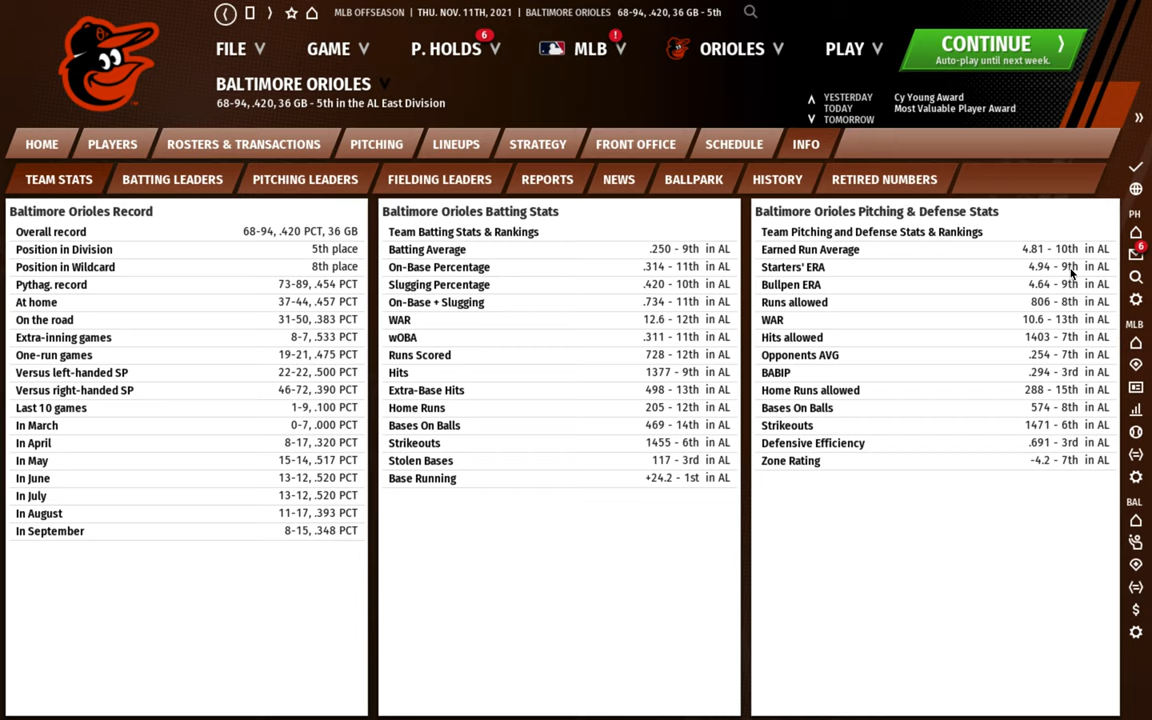 MLB OFFSEASON | THU. NOV. 11TH, 2021 | BALTIMORE ORIOLES 68-94, .420, 36 GB - 5th
FILE GAME P. HOLDS 6 MLB ! ORIOLES PLAY
CONTINUE
Auto-play until next week.
BALTIMORE ORIOLES
68-94, .420, 36 GB - 5th in the AL East Division
YESTERDAY Cy Young Award
TODAY Most Valuable Player Award
TOMORROW
HOME PLAYERS ROSTERS & TRANSACTIONS PITCHING LINEUPS STRATEGY FRONT OFFICE SCHEDULE INFO
TEAM STATS BATTING LEADERS PITCHING LEADERS FIELDING LEADERS REPORTS NEWS BALLPARK HISTORY RETIRED NUMBERS
Baltimore Orioles Record
Overall record 68-94, .420 PCT, 36 GB
Position in Division 5th place
Position in Wildcard 8th place
Pythag. record 73-89, .454 PCT
At home 37-44, .457 PCT
On the road 31-50, .383 PCT
Extra-inning games 8-7, .533 PCT
One-run games 19-21, .475 PCT
Versus left-handed SP 22-22, .500 PCT
Versus right-handed SP 46-72, .390 PCT
Last 10 games 1-9, .100 PCT
In March 0-7, .000 PCT
In April 8-17, .320 PCT
In May 15-14, .517 PCT
In June 13-12, .520 PCT
In July 13-12, .520 PCT
In August 11-17, .393 PCT
In September 8-15, .348 PCT
Baltimore Orioles Batting Stats
Team Batting Stats & Rankings
Batting Average .250 - 9th in AL
On-Base Percentage .314 - 11th in AL
Slugging Percentage .420 - 10th in AL
On-Base + Slugging .734 - 11th in AL
WAR 12.6 - 12th in AL
wOBA .311 - 11th in AL
Runs Scored 728 - 12th in AL
Hits 1377 - 9th in AL
Extra-Base Hits 498 - 13th in AL
Home Runs 205 - 12th in AL
Bases On Balls 469 - 14th in AL
Strikeouts 1455 - 6th in AL
Stolen Bases 117 - 3rd in AL
Base Running +24.2 - 1st in AL
Baltimore Orioles Pitching & Defense Stats
Team Pitching and Defense Stats & Rankings
Earned Run Average 4.81 - 10th in AL
Starters' ERA 4.94 - 9th in AL
Bullpen ERA 4.64 - 9th in AL
Runs allowed 806 - 8th in AL
WAR 10.6 - 13th in AL
Hits allowed 1403 - 7th in AL
Opponents AVG .254 - 7th in AL
BABIP .294 - 3rd in AL
Home Runs allowed 288 - 15th in AL
Bases On Balls 574 - 8th in AL
Strikeouts 1471 - 6th in AL
Defensive Efficiency .691 - 3rd in AL
Zone Rating -4.2 - 7th in AL
PH
6
MLB
BAL